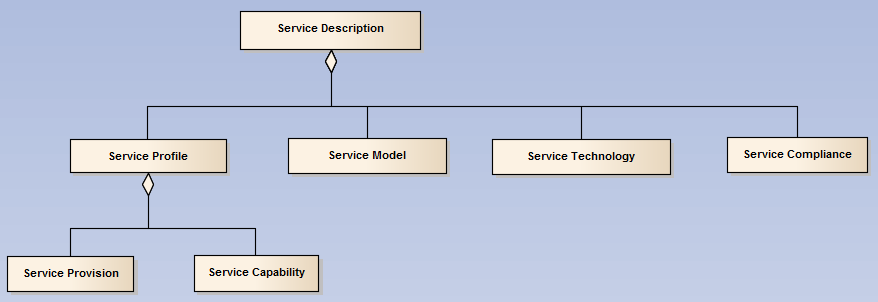 Service Description
Service Profile
Service Model
Service Technology
Service Compliance
Service Provision
Service Capability